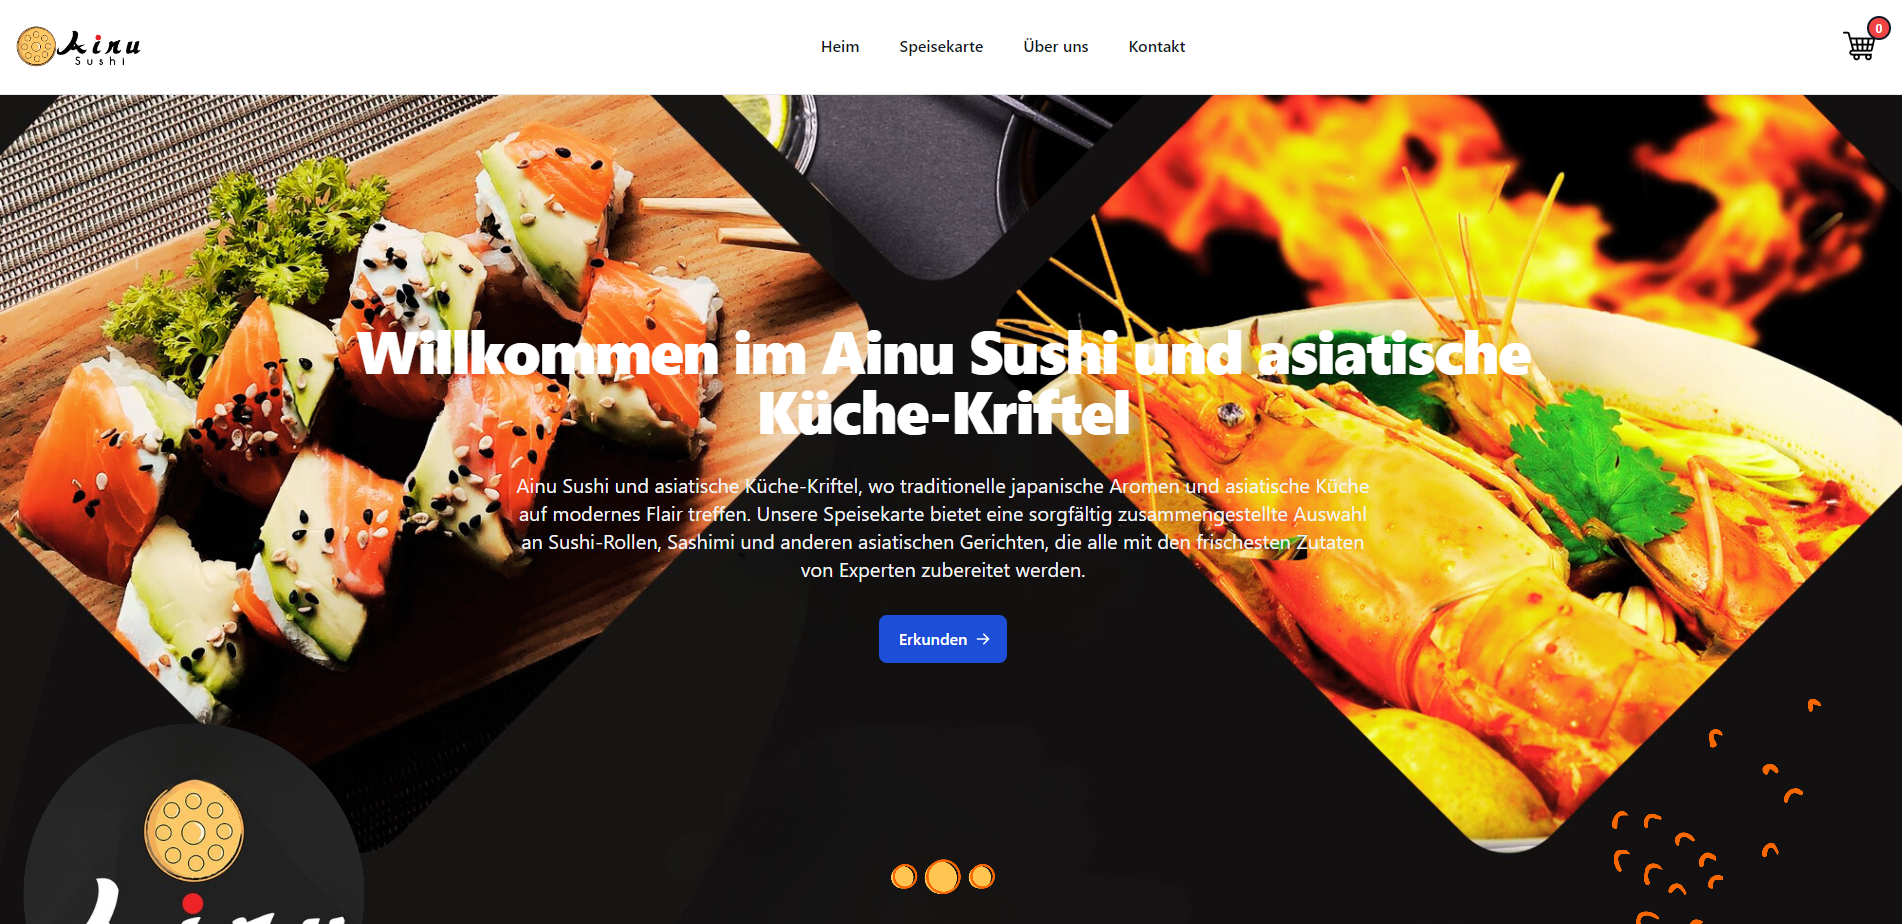 Ainu
Sushi
Heim
Speisekarte
Über uns
Kontakt
0
Willkommen im Ainu Sushi und asiatische
Küche-Kriftel
Ainu Sushi und asiatische Küche-Kriftel, wo traditionelle japanische Aromen und asiatische Küche
auf modernes Flair treffen. Unsere Speisekarte bietet eine sorgfältig zusammengestellte Auswahl
an Sushi-Rollen, Sashimi und anderen asiatischen Gerichten, die alle mit den frischesten Zutaten
von Experten zubereitet werden.
Erkunden →
Ainu